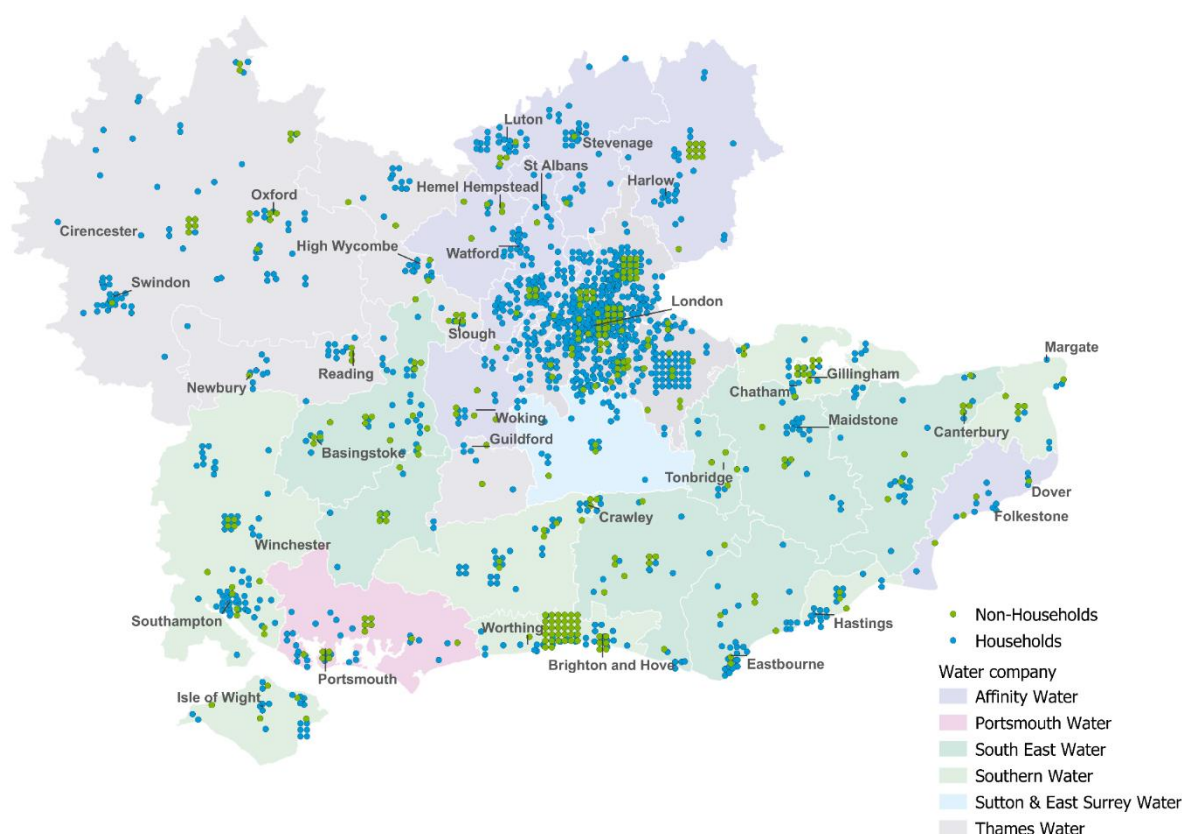 Luton
Stevenage
St Albans
Hemel Hempstead
Harlow
Oxford
Cirencester
High Wycombe
Watford
Swindon
London
Slough
Margate
Newbury
Reading
Gillingham
Chatham
Woking
Maidstone
Guildford
Canterbury
Basingstoke
Tonbridge
Dover
Crawley
Folkestone
Winchester
Non-Households
Southampton
Worthing
Hastings
Households
Brighton and Hove
Eastbourne
Portsmouth
Water company
Isle of Wight
Affinity Water
Portsmouth Water
South East Water
Southern Water
Sutton & East Surrey Water
Thames Water